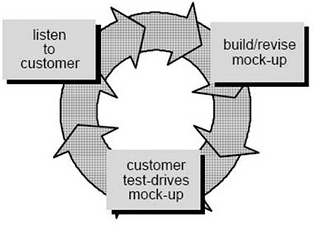 listen
to
customer
build/revise
mock-up
customer
test-drives
mock-up